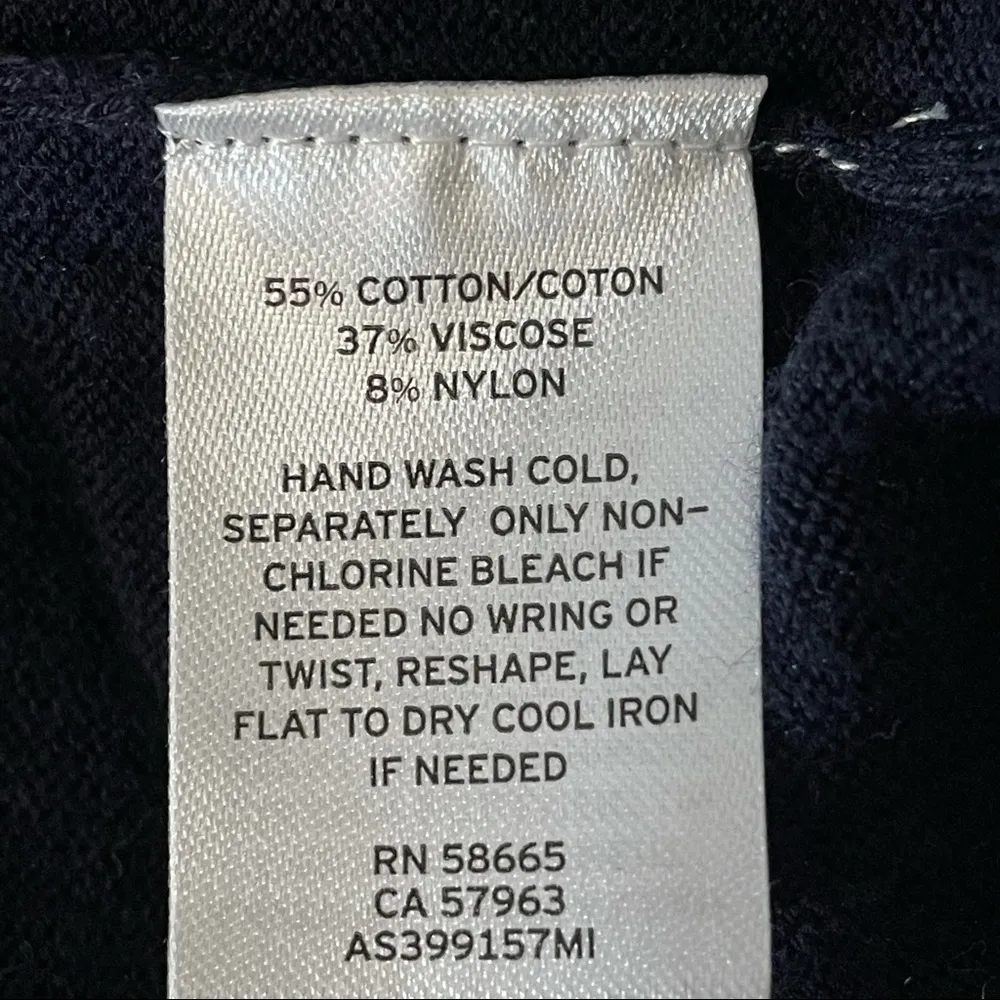 55% COTTON/COTON
37% VISCOSE
8% NYLON
HAND WASH COLD,
SEPARATELY ONLY NON-
CHLORINE BLEACH IF
NEEDED NO WRING OR
TWIST, RESHAPE, LAY
FLAT TO DRY COOL IRON
IF NEEDED
RN 58665
CA 57963
AS399157MI